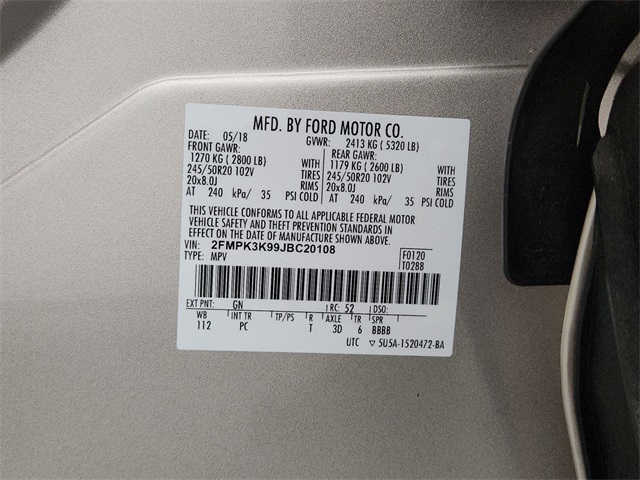 MFD. BY FORD MOTOR CO.
DATE: 05/18 GVWR: 2413 KG ( 5320 LB)
FRONT GAWR: REAR GAWR:
1270 KG ( 2800 LB) WITH 1179 KG ( 2600 LB) WITH
245/50R20 102V TIRES 245/50R20 102V TIRES
20x8.0J RIMS 20x8.0J RIMS
AT 240 kPa/ 35 PSI COLD AT 240 kPa/ 35 PSI COLD
THIS VEHICLE CONFORMS TO ALL APPLICABLE FEDERAL MOTOR
VEHICLE SAFETY AND THEFT PREVENTION STANDARDS IN
EFFECT ON THE DATE OF MANUFACTURE SHOWN ABOVE.
VIN: 2FMPK3K99JBC20108 F0120
TYPE: MPV T0288
EXT PNT: GN RC: 52 DSO:
WB INT TR TP/PS R AXLE TR SPR
112 PC T 3D 6 BBBB
UTC ▽ 5U5A-1520472-BA